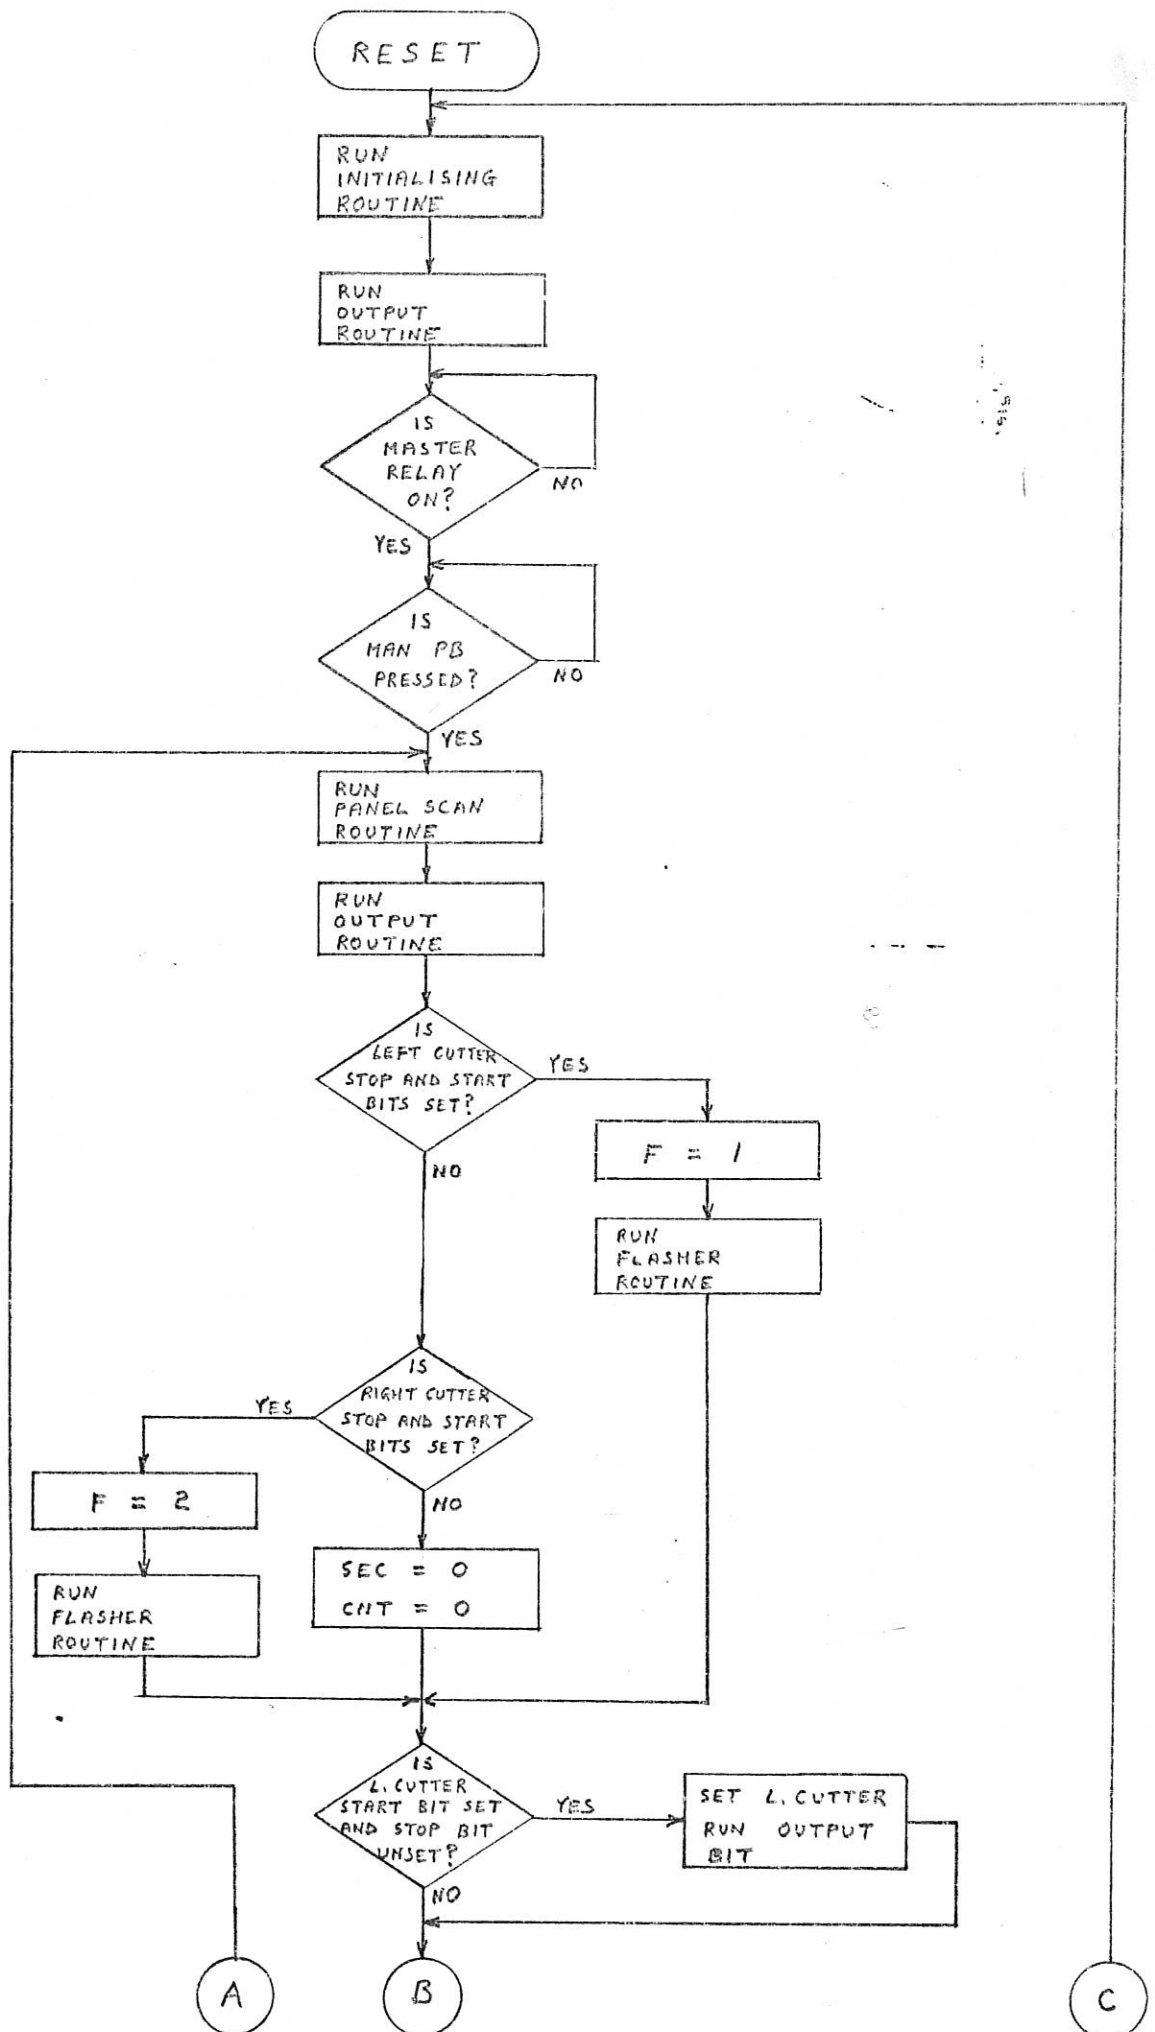 RESET
RUN
INITIALISING
ROUTINE
RUN
OUTPUT
ROUTINE
IS
MASTER
RELAY
ON?
NO
YES
IS
MAN PB
PRESSED?
NO
YES
RUN
PANEL SCAN
ROUTINE
RUN
OUTPUT
ROUTINE
IS
LEFT CUTTER
STOP AND START
BITS SET?
YES
NO
F = 1
RUN
FLASHER
ROUTINE
IS
RIGHT CUTTER
STOP AND START
BITS SET?
YES
NO
F = 2
RUN
FLASHER
ROUTINE
SEC = 0
CNT = 0
IS
L. CUTTER
START BIT SET
AND STOP BIT
UNSET?
YES
NO
SET L. CUTTER
RUN OUTPUT
BIT
A
B
C